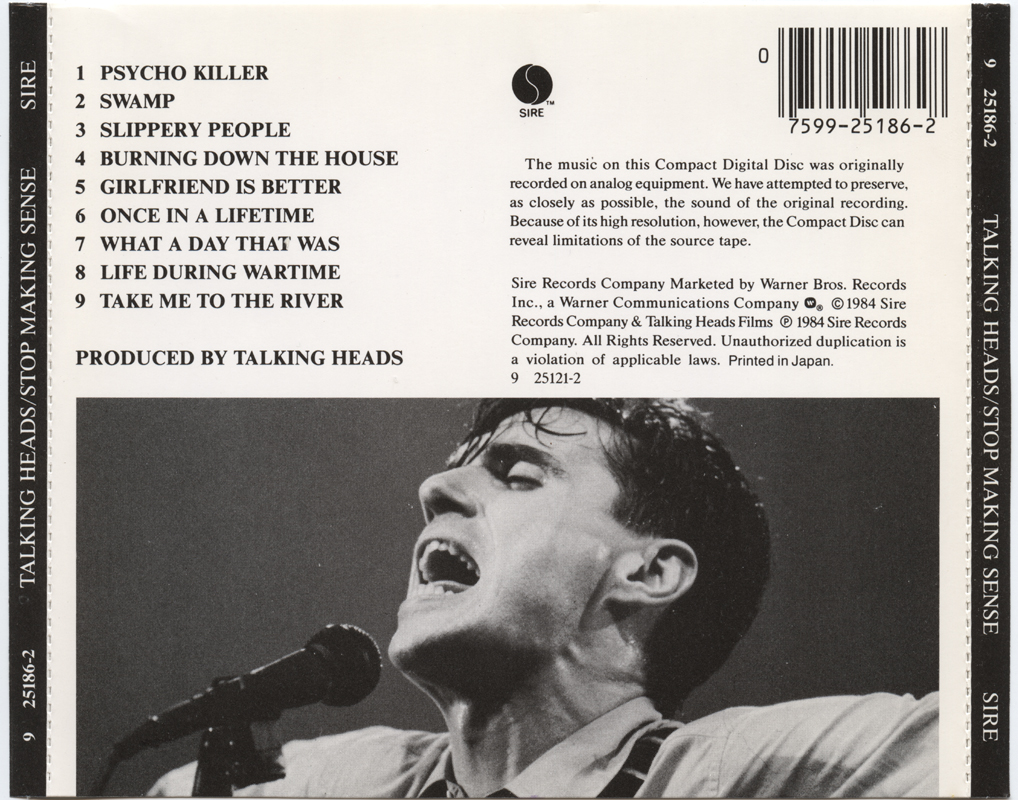 1 PSYCHO KILLER
2 SWAMP
3 SLIPPERY PEOPLE
4 BURNING DOWN THE HOUSE
5 GIRLFRIEND IS BETTER
6 ONCE IN A LIFETIME
7 WHAT A DAY THAT WAS
8 LIFE DURING WARTIME
9 TAKE ME TO THE RIVER
PRODUCED BY TALKING HEADS
SIRE™
0
7599-25186-2
The music on this Compact Digital Disc was originally
recorded on analog equipment. We have attempted to preserve,
as closely as possible, the sound of the original recording.
Because of its high resolution, however, the Compact Disc can
reveal limitations of the source tape.
Sire Records Company Marketed by Warner Bros. Records
Inc., a Warner Communications Company W® ©1984 Sire
Records Company & Talking Heads Films ℗ 1984 Sire Records
Company. All Rights Reserved. Unauthorized duplication is
a violation of applicable laws. Printed in Japan.
9 25121-2
9 25186-2 TALKING HEADS/STOP MAKING SENSE SIRE
9 25186-2 TALKING HEADS/STOP MAKING SENSE SIRE